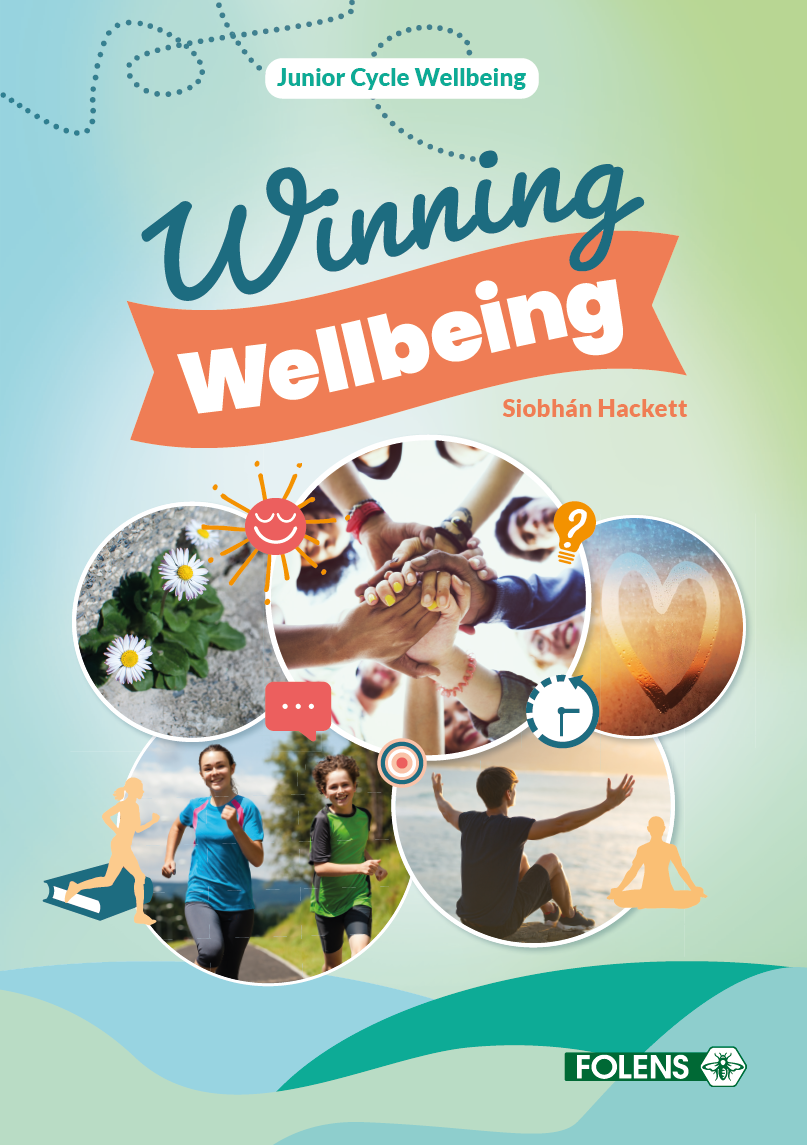 Junior Cycle Wellbeing
Winning
Wellbeing
Siobhán Hackett
?
FOLENS